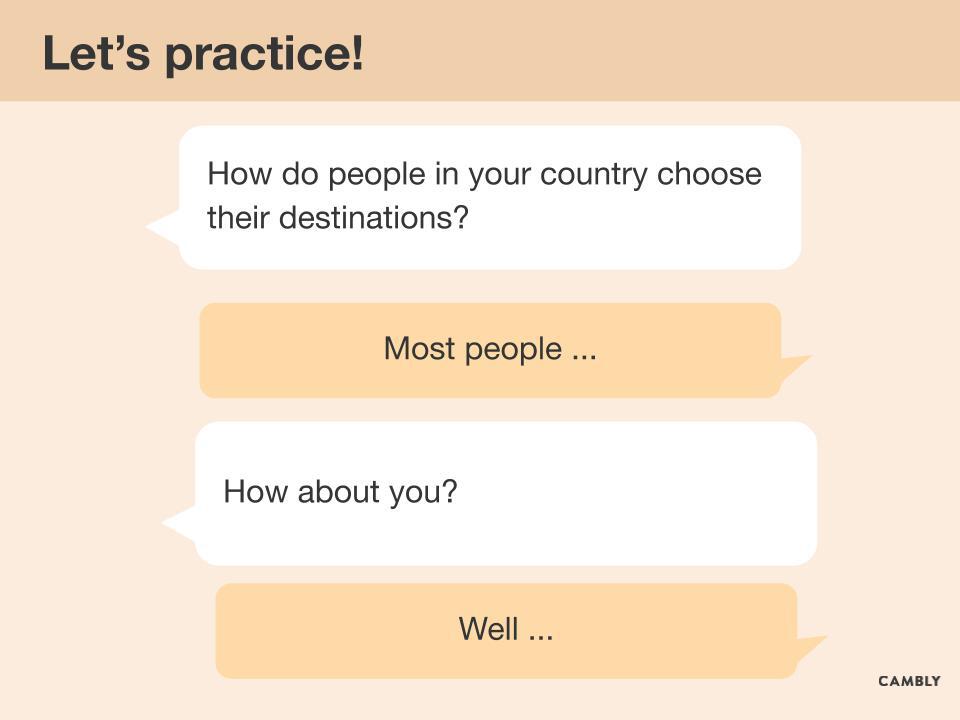 Let’s practice!
How do people in your country choose
their destinations?
Most people ...
How about you?
Well ...
CAMBLY